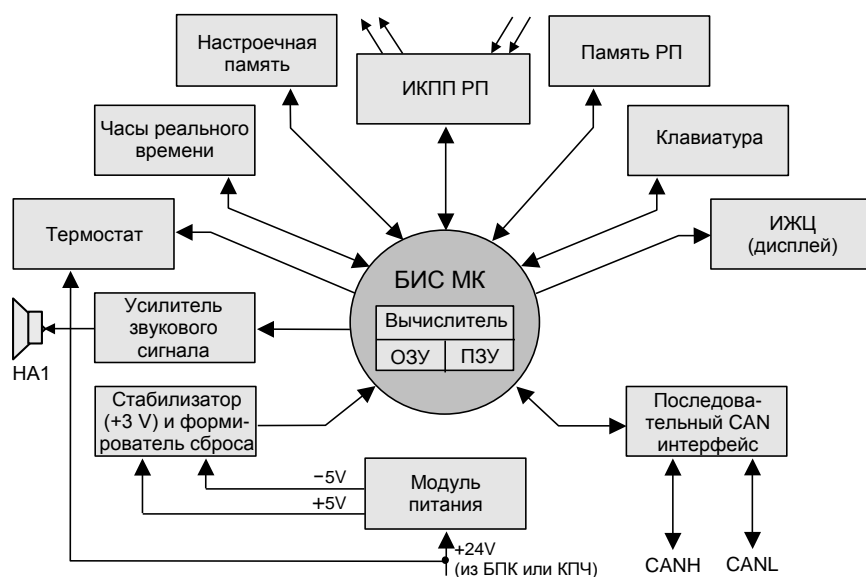 Настроечная
память
ИКПП РП
Память РП
Часы реального
времени
Клавиатура
Термостат
ИЖЦ
(дисплей)
БИС МК
Вычислитель
ОЗУ
ПЗУ
Усилитель
звукового
сигнала
НА1
Стабилизатор
(+3 V) и форми-
рователь сброса
Последова-
тельный CAN
интерфейс
−5V
+5V
Модуль
питания
+24V
(из БПК или КПЧ)
CANH
CANL